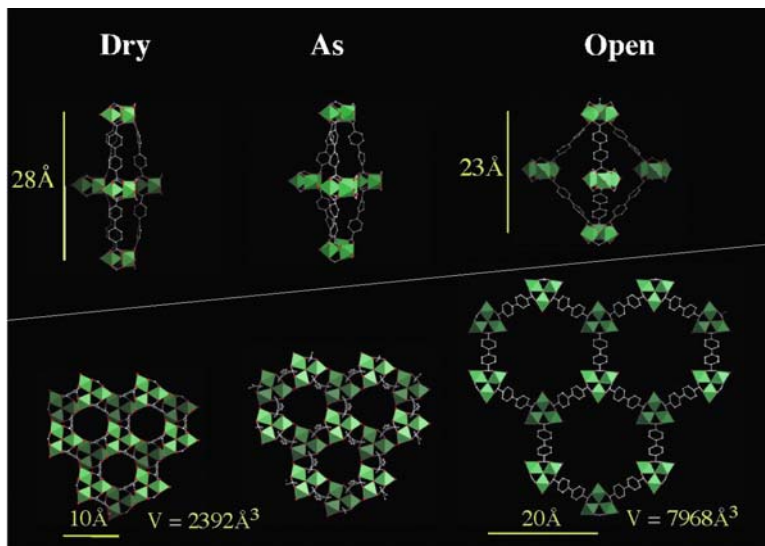 Dry As Open
28Å
23Å
10Å V = 2392Å³
20Å V = 7968Å³